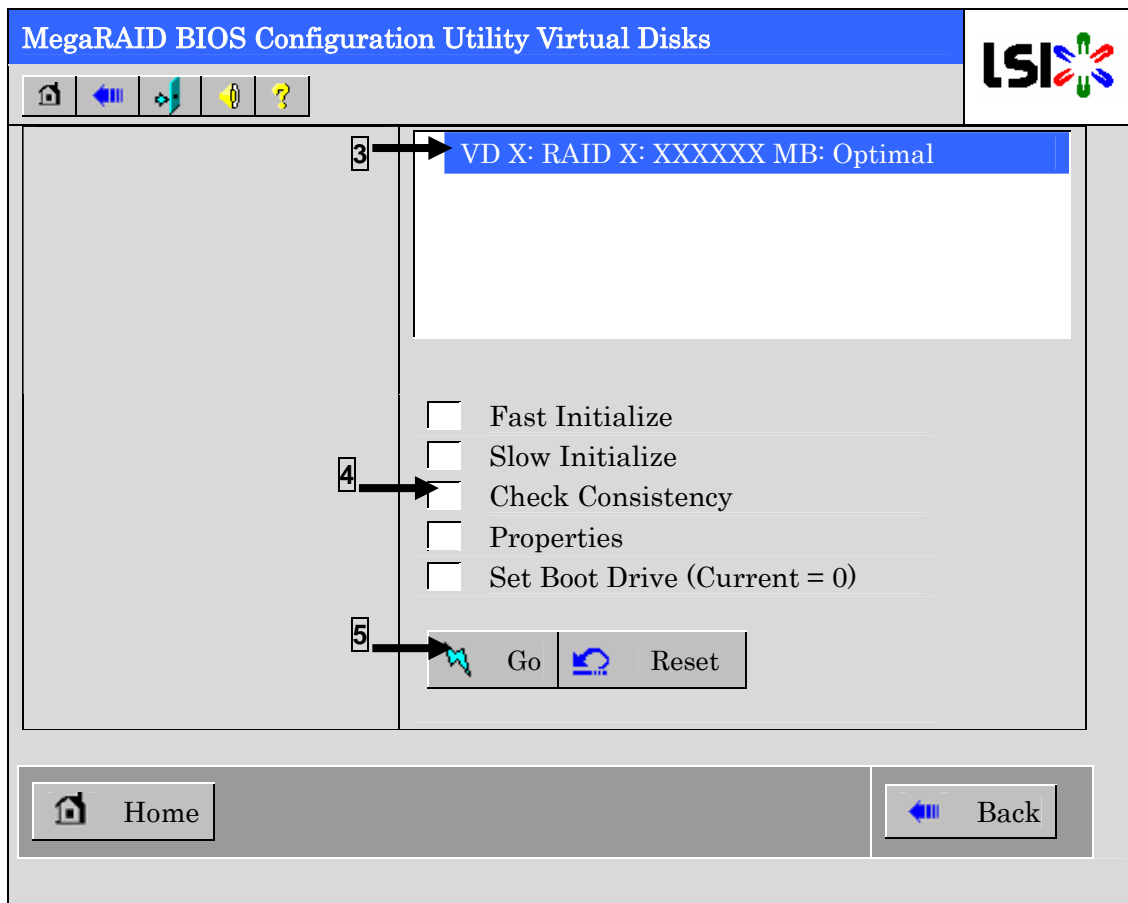 MegaRAID BIOS Configuration Utility Virtual Disks
LSI
3
VD X: RAID X: XXXXXX MB: Optimal
Fast Initialize
Slow Initialize
4
Check Consistency
Properties
Set Boot Drive (Current = 0)
5
Go
Reset
Home
Back